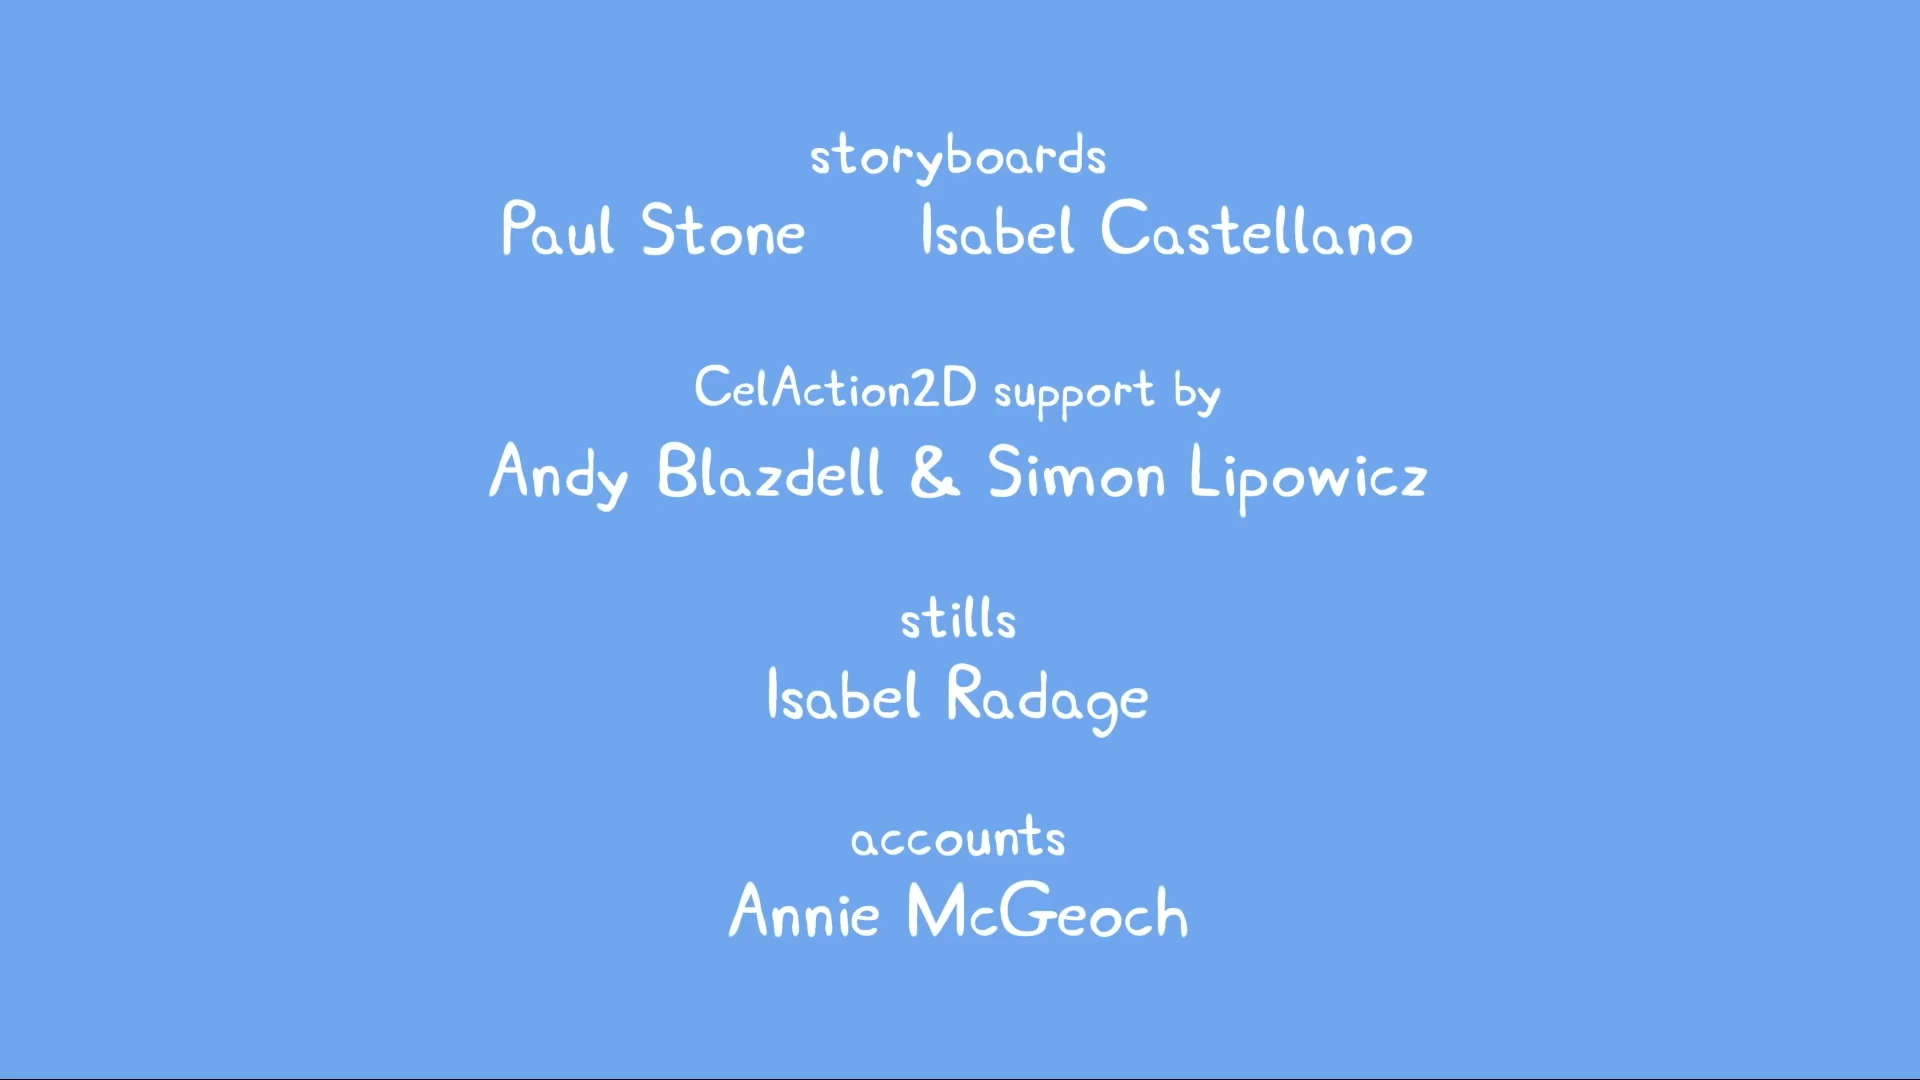 storyboards
Paul Stone Isabel Castellano
CelAction2D support by
Andy Blazdell & Simon Lipowicz
stills
Isabel Radage
accounts
Annie McGeoch